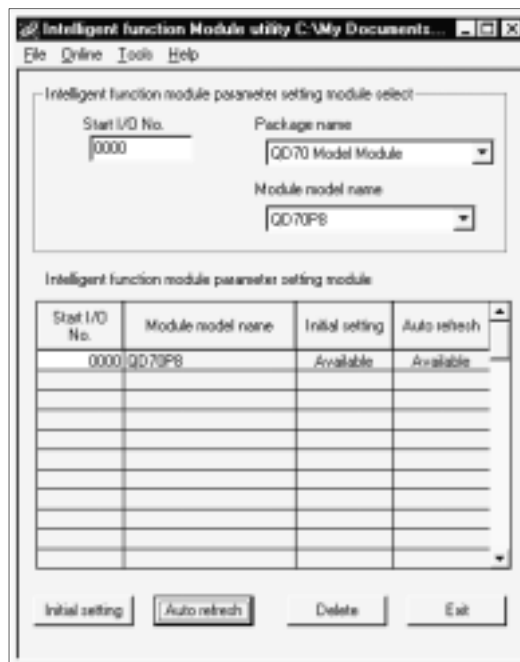 Intelligent function Module utility C:\My Documents...
File Online Tools Help
Intelligent function module parameter setting module select
Start I/O No. Package name
0000 QD70 Model Module
Module model name
QD70P8
Intelligent function module parameter setting module
Start I/O No. Module model name Initial setting Auto refresh
0000 QD70P8 Available Available
Initial setting Auto refresh Delete Exit